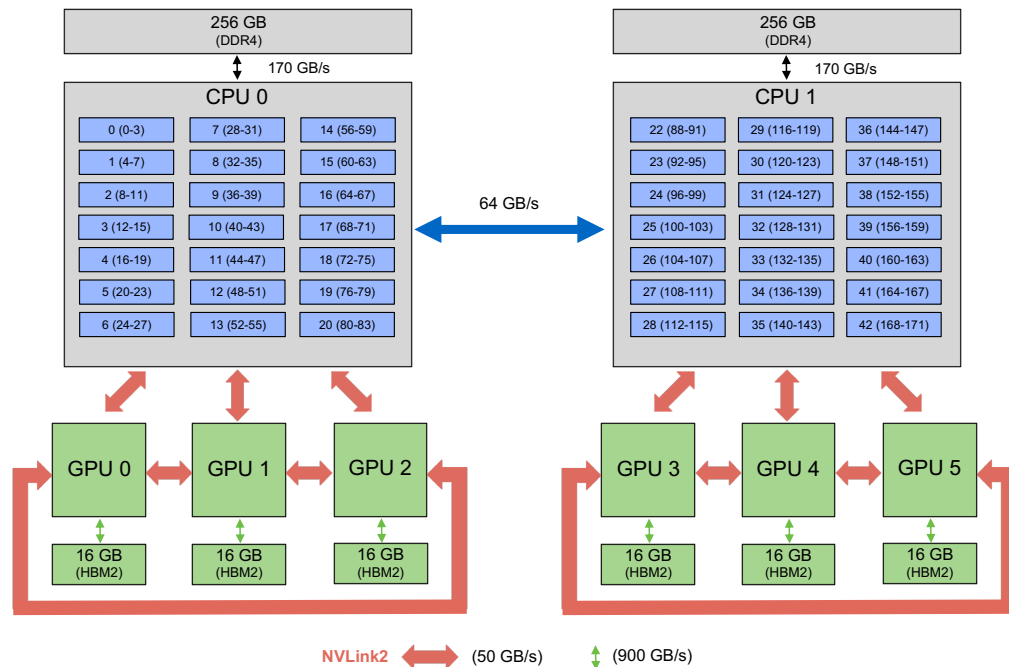 256 GB
(DDR4)
170 GB/s
CPU 0
0 (0-3) 7 (28-31) 14 (56-59)
1 (4-7) 8 (32-35) 15 (60-63)
2 (8-11) 9 (36-39) 16 (64-67)
3 (12-15) 10 (40-43) 17 (68-71)
4 (16-19) 11 (44-47) 18 (72-75)
5 (20-23) 12 (48-51) 19 (76-79)
6 (24-27) 13 (52-55) 20 (80-83)
64 GB/s
256 GB
(DDR4)
170 GB/s
CPU 1
22 (88-91) 29 (116-119) 36 (144-147)
23 (92-95) 30 (120-123) 37 (148-151)
24 (96-99) 31 (124-127) 38 (152-155)
25 (100-103) 32 (128-131) 39 (156-159)
26 (104-107) 33 (132-135) 40 (160-163)
27 (108-111) 34 (136-139) 41 (164-167)
28 (112-115) 35 (140-143) 42 (168-171)
GPU 0 GPU 1 GPU 2
16 GB 16 GB 16 GB
(HBM2) (HBM2) (HBM2)
GPU 3 GPU 4 GPU 5
16 GB 16 GB 16 GB
(HBM2) (HBM2) (HBM2)
NVLink2 (50 GB/s) (900 GB/s)